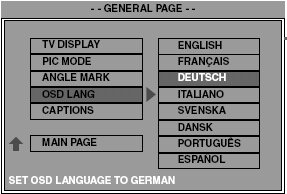 - - GENERAL PAGE - -
TV DISPLAY
PIC MODE
ANGLE MARK
OSD LANG
CAPTIONS
MAIN PAGE
ENGLISH
FRANÇAIS
DEUTSCH
ITALIANO
SVENSKA
DANSK
PORTUGUÊS
ESPAÑOL
SET OSD LANGUAGE TO GERMAN